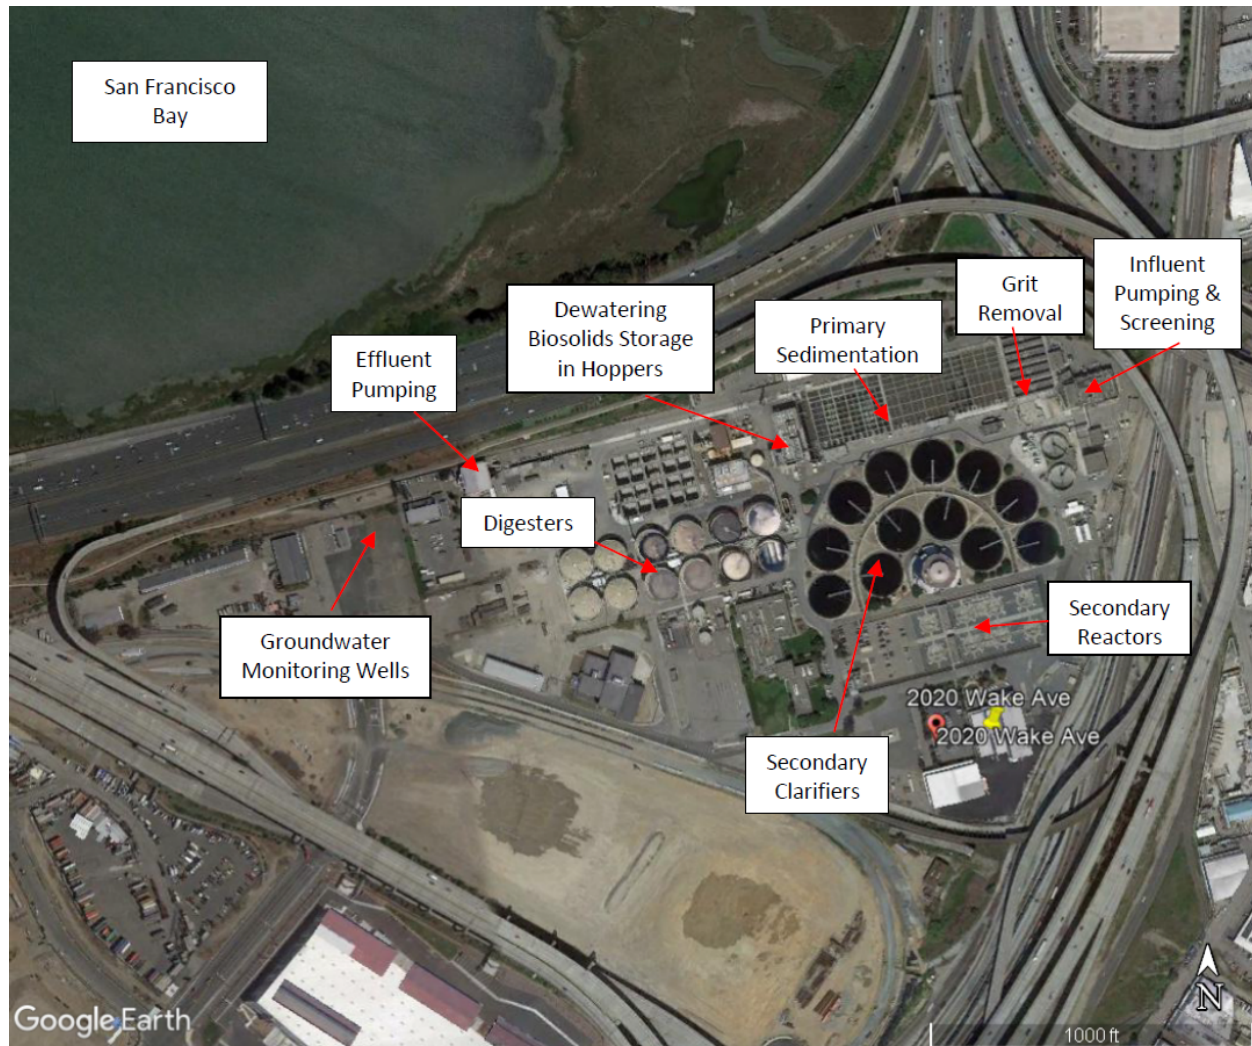 San Francisco
Bay
Influent
Pumping &
Screening
Grit
Removal
Dewatering
Biosolids Storage
in Hoppers
Primary
Sedimentation
Effluent
Pumping
Digesters
Secondary
Reactors
Groundwater
Monitoring Wells
2020 Wake Ave
2020 Wake Ave
Secondary
Clarifiers
N
Google Earth
1000 ft